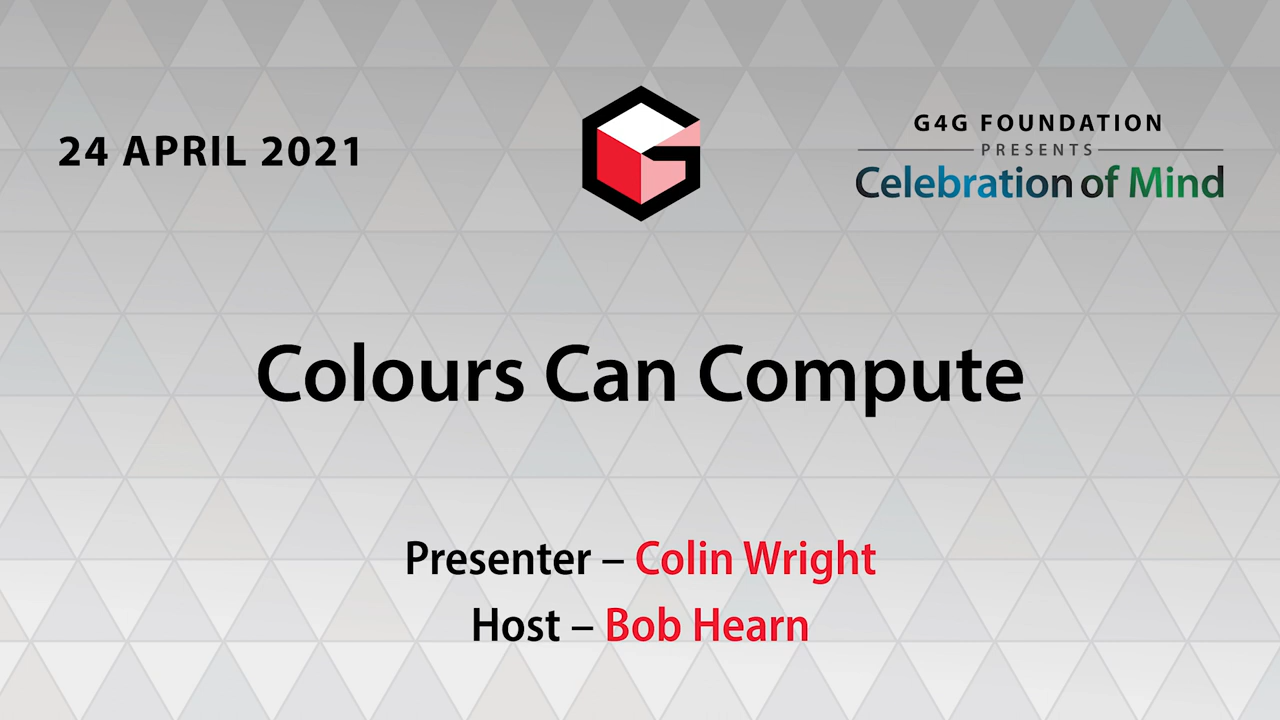 24 APRIL 2021
G4G FOUNDATION
PRESENTS
Celebration of Mind
Colours Can Compute
Presenter – Colin Wright
Host – Bob Hearn